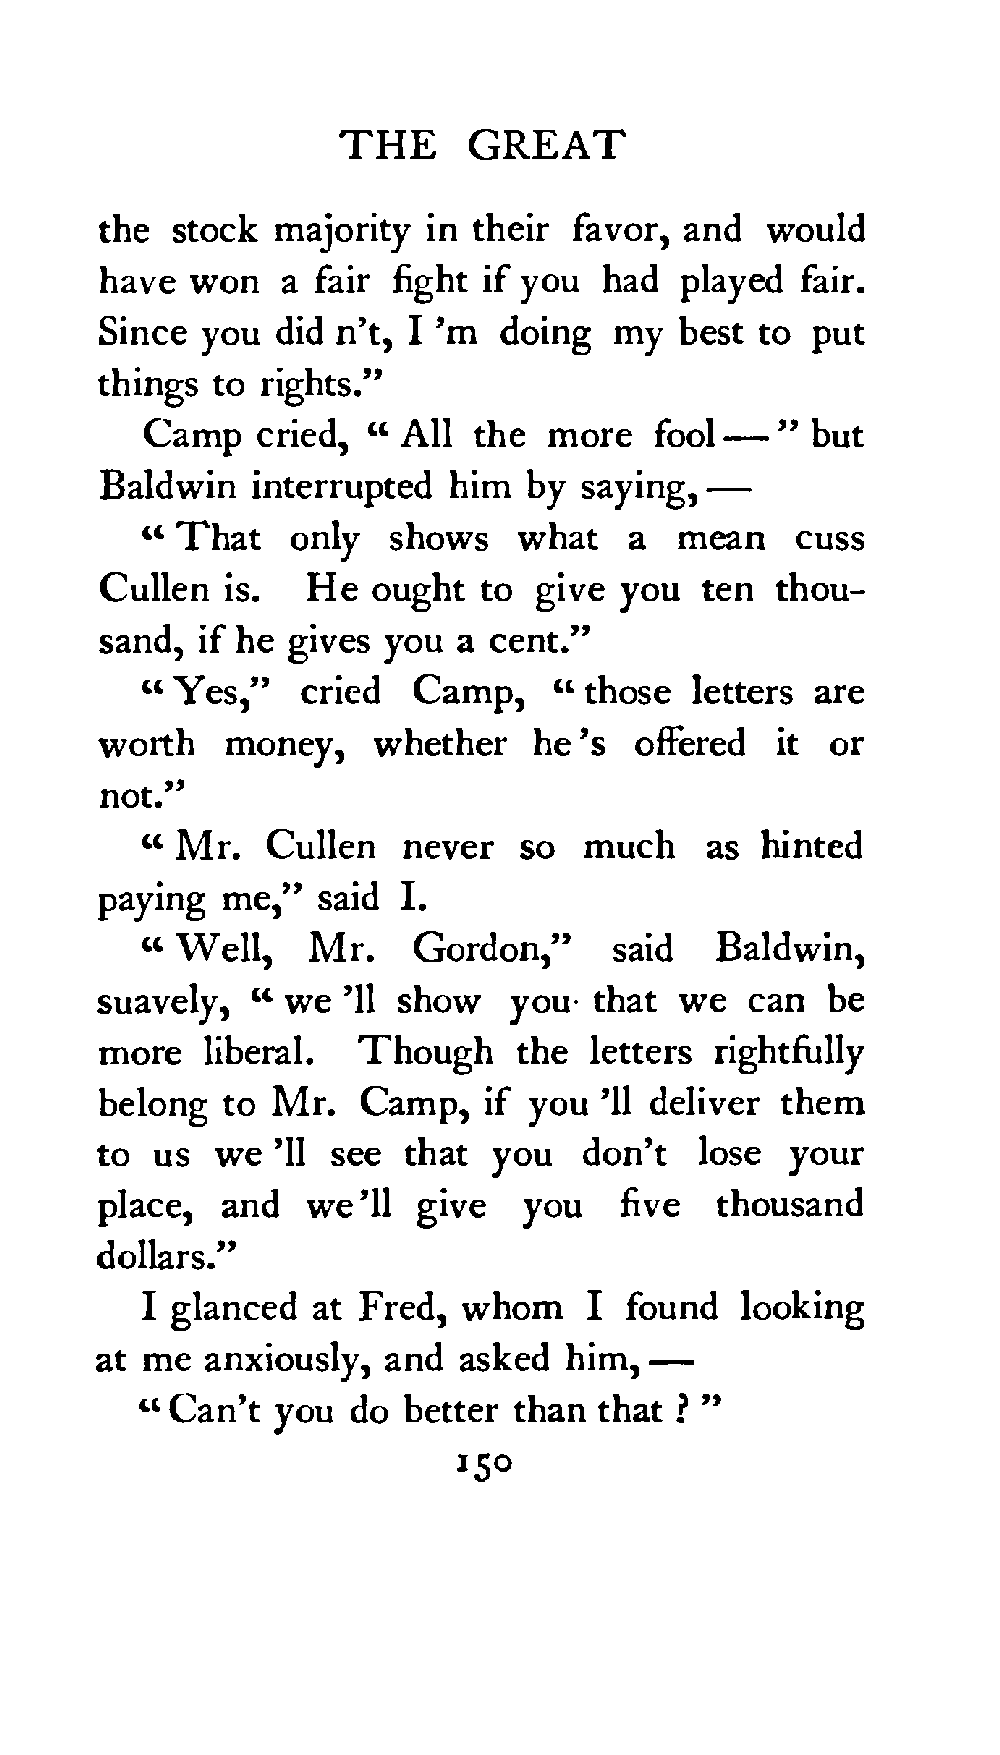 THE GREAT
the stock majority in their favor, and would
have won a fair fight if you had played fair.
Since you did n't, I 'm doing my best to put
things to rights."
Camp cried, " All the more fool — " but
Baldwin interrupted him by saying, —
" That only shows what a mean cuss
Cullen is. He ought to give you ten thou-
sand, if he gives you a cent."
" Yes," cried Camp, " those letters are
worth money, whether he 's offered it or
not."
" Mr. Cullen never so much as hinted
paying me," said I.
" Well, Mr. Gordon," said Baldwin,
suavely, " we 'll show you that we can be
more liberal. Though the letters rightfully
belong to Mr. Camp, if you 'll deliver them
to us we 'll see that you don't lose your
place, and we 'll give you five thousand
dollars."
I glanced at Fred, whom I found looking
at me anxiously, and asked him, —
" Can't you do better than that ? "
150